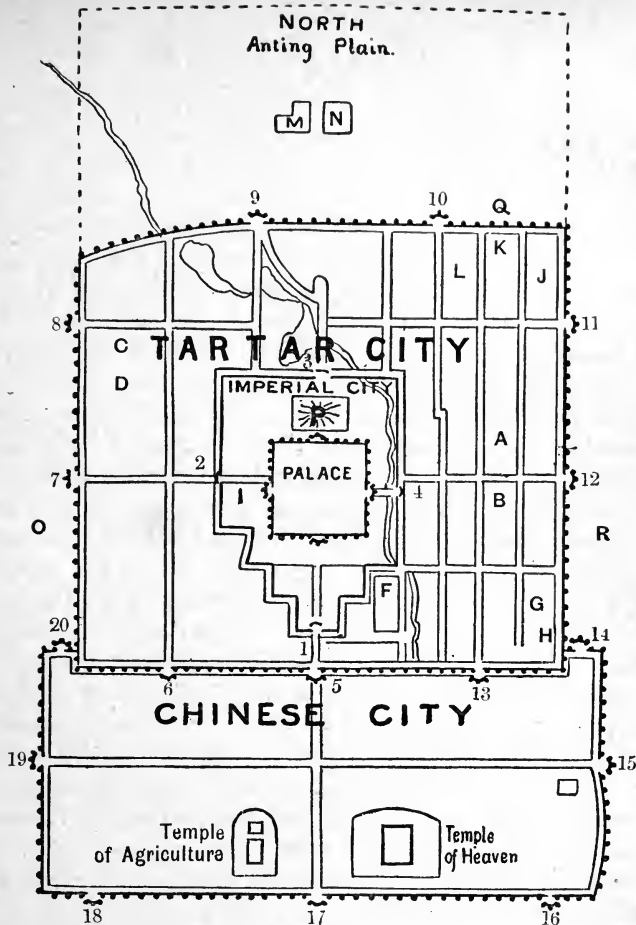 NORTH
Anting Plain.
M N
9 10 Q
K
L J
8 11
C TARTAR CITY
3
D IMPERIAL CITY
P
A
2 PALACE
7 I 4 12
B
O R
F
G
20 H 14
1
6 5 13
CHINESE CITY
19 15
Temple
of Agricultura
Temple
of Heaven
18 17 16